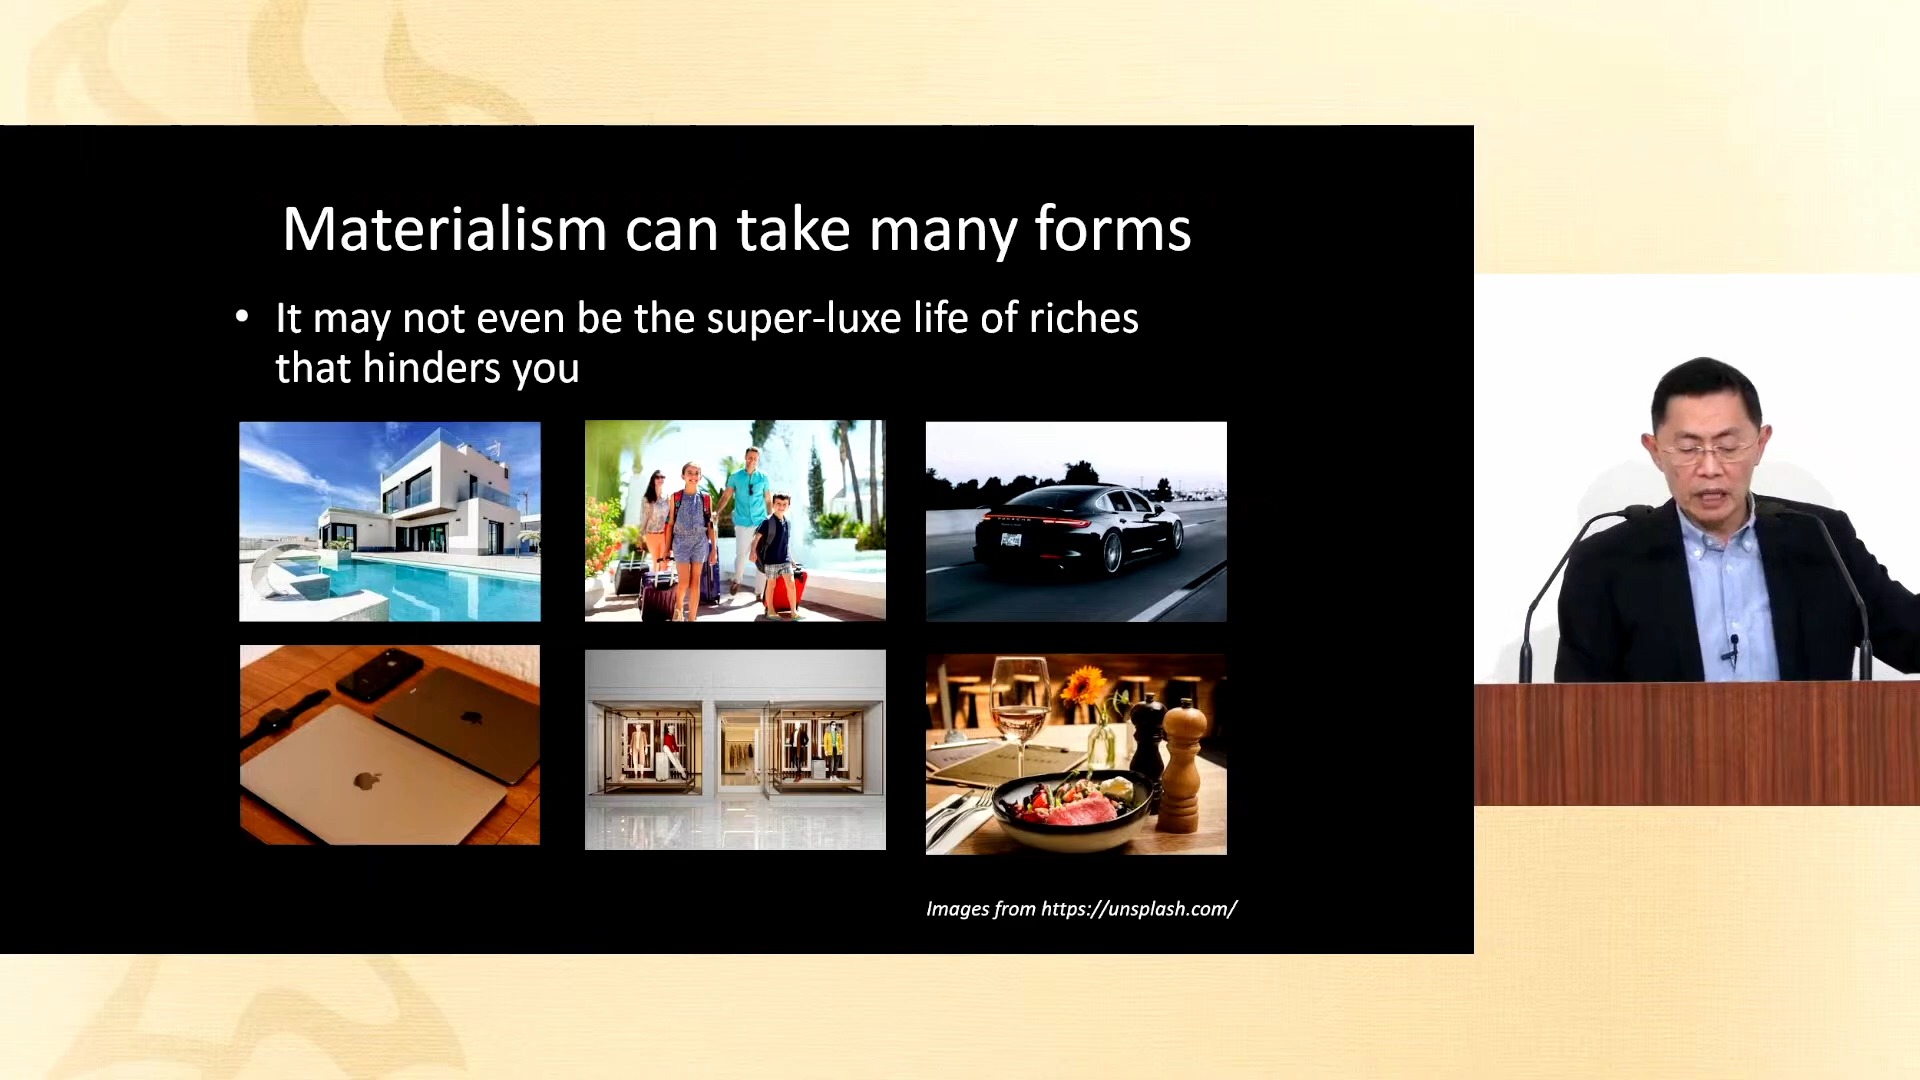 Materialism can take many forms
• It may not even be the super-luxe life of riches
that hinders you
Images from https://unsplash.com/